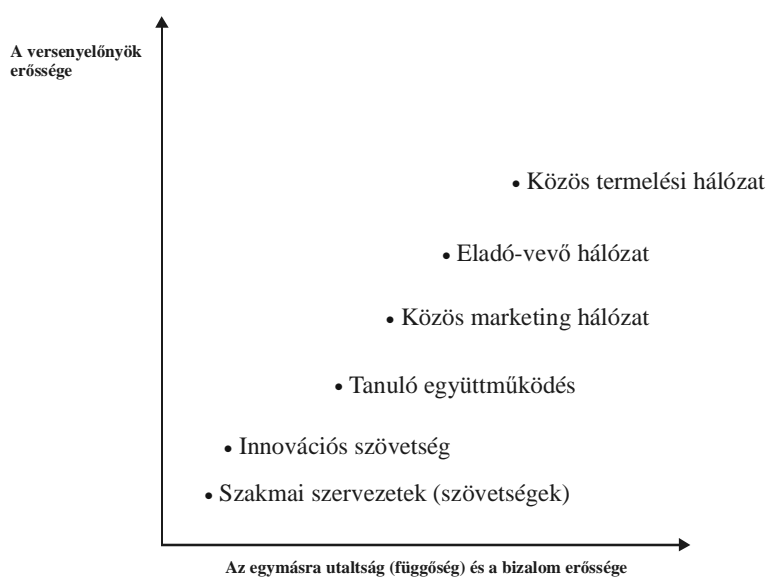 A versenyelőnyök
erőssége
• Közös termelési hálózat
• Eladó-vevő hálózat
• Közös marketing hálózat
• Tanuló együttműködés
• Innovációs szövetség
• Szakmai szervezetek (szövetségek)
Az egymásra utaltság (függőség) és a bizalom erőssége